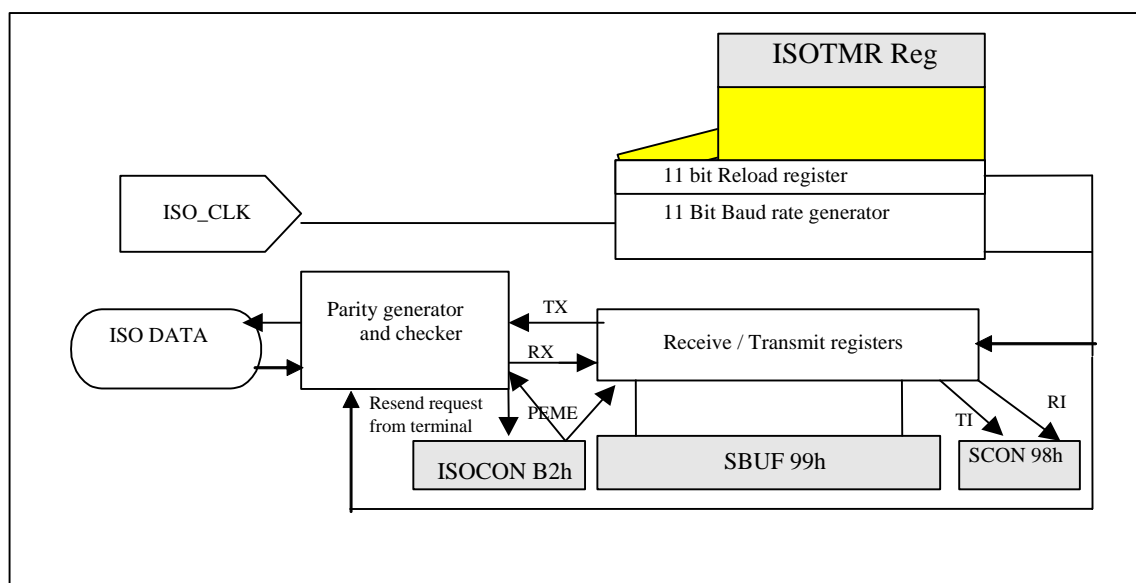 ISOTMR Reg
11 bit Reload register
ISO_CLK
11 Bit Baud rate generator
Parity generator
and checker
TX
ISO DATA
Receive / Transmit registers
RX
Resend request
from terminal
PEME
TI
RI
ISOCON B2h
SBUF 99h
SCON 98h